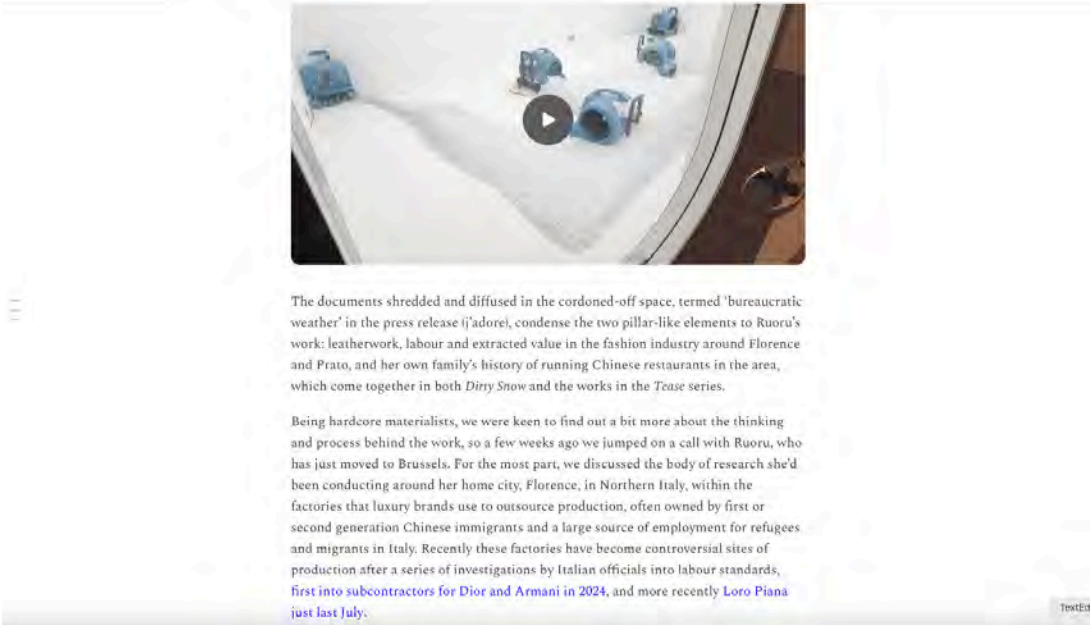 The documents shredded and diffused in the cordoned-off space, termed 'bureaucratic
weather' in the press release (j'adore), condense the two pillar-like elements to Ruoru's
work: leatherwork, labour and extracted value in the fashion industry around Florence
and Prato, and her own family's history of running Chinese restaurants in the area,
which come together in both Dirty Snow and the works in the Tease series.
Being hardcore materialists, we were keen to find out a bit more about the thinking
and process behind the work, so a few weeks ago we jumped on a call with Ruoru, who
has just moved to Brussels. For the most part, we discussed the body of research she'd
been conducting around her home city, Florence, in Northern Italy, within the
factories that luxury brands use to outsource production, often owned by first or
second generation Chinese immigrants and a large source of employment for refugees
and migrants in Italy. Recently these factories have become controversial sites of
production after a series of investigations by Italian officials into labour standards,
first into subcontractors for Dior and Armani in 2024, and more recently Loro Piana
just last July.
TextEd